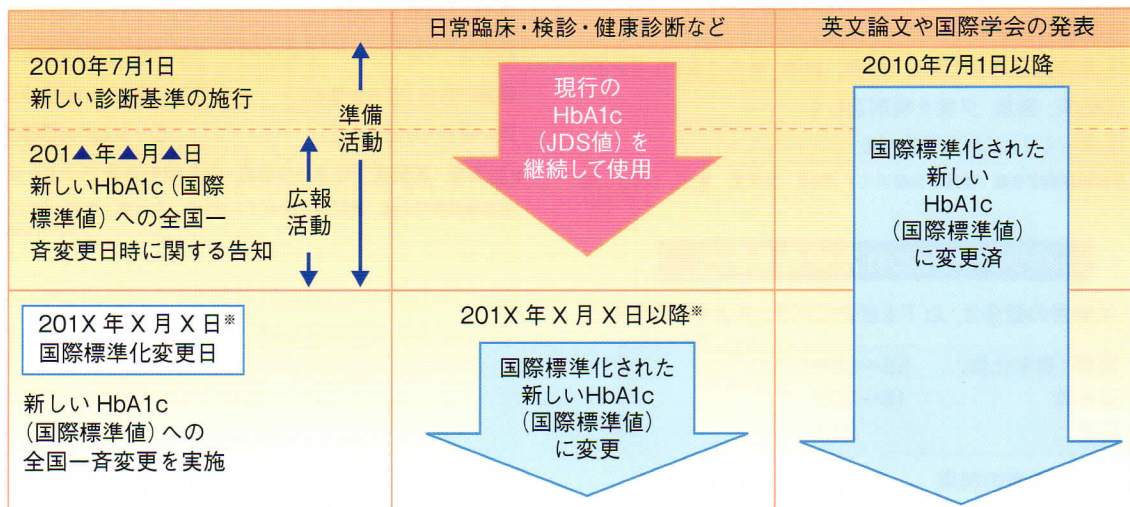 日常臨床・検診・健康診断など
英文論文や国際学会の発表
2010年7月1日
新しい診断基準の施行
201▲年▲月▲日
新しいHbA1c(国際
標準値)への全国一
斉変更日時に関する告知
準備
活動
広報
活動
現行の
HbA1c
(JDS値)を
継続して使用
2010年7月1日以降
国際標準化された
新しい
HbA1c
(国際標準値)
に変更済
201X 年 X 月 X 日※
国際標準化変更日
新しい HbA1c
(国際標準値)への
全国一斉変更を実施
201X 年 X 月 X 日以降※
国際標準化された
新しいHbA1c
(国際標準値)
に変更